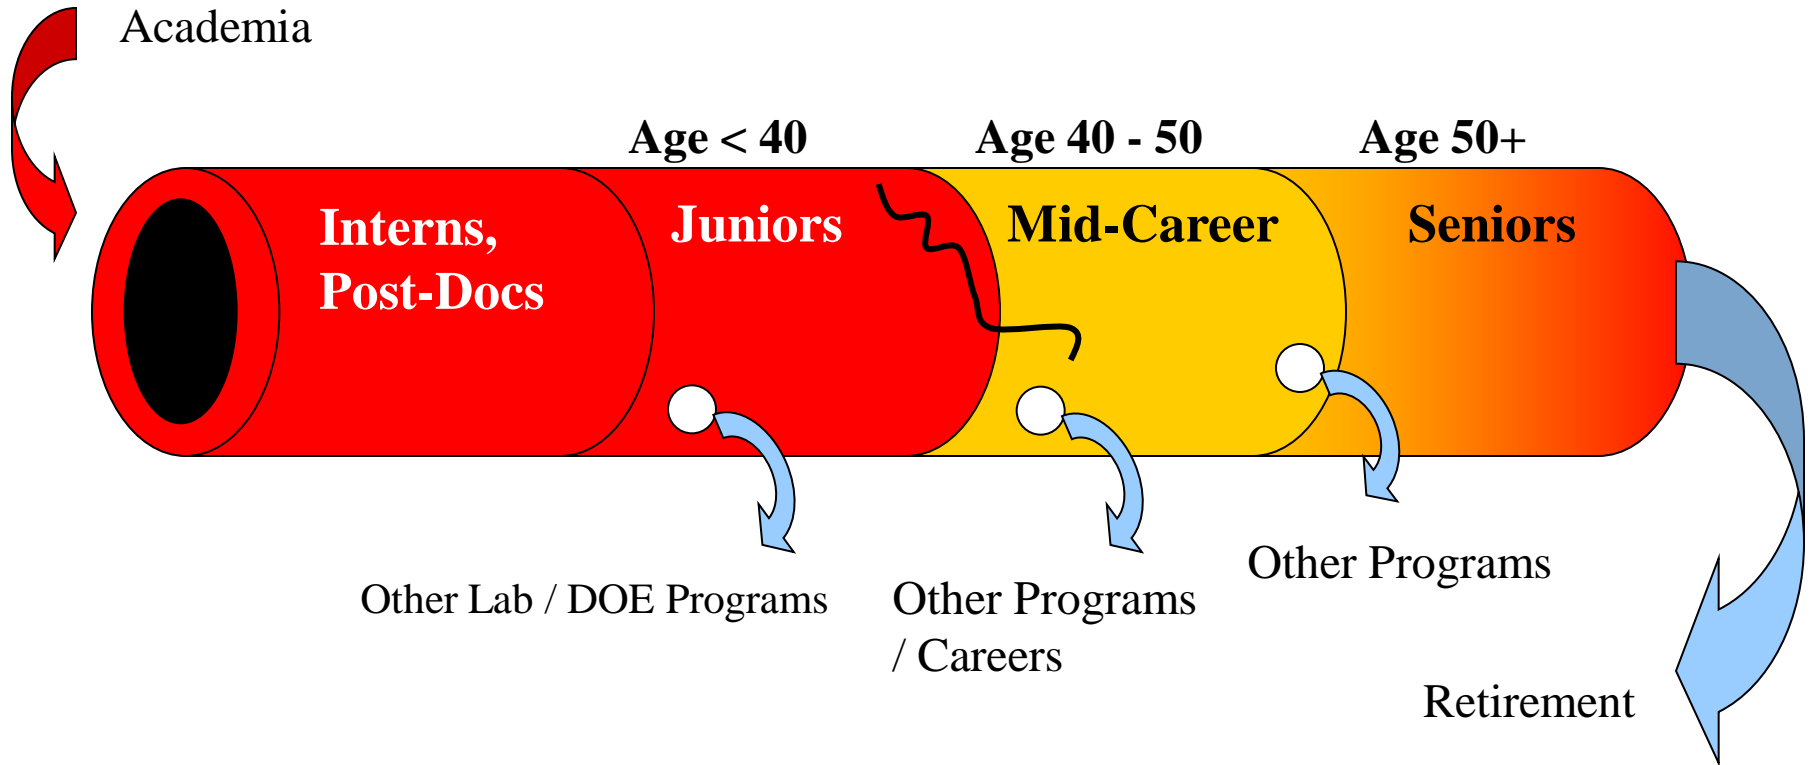 Academia
Age < 40
Age 40 - 50
Age 50+
Interns,
Post-Docs
Juniors
Mid-Career
Seniors
Other Lab / DOE Programs
Other Programs
/ Careers
Other Programs
Retirement